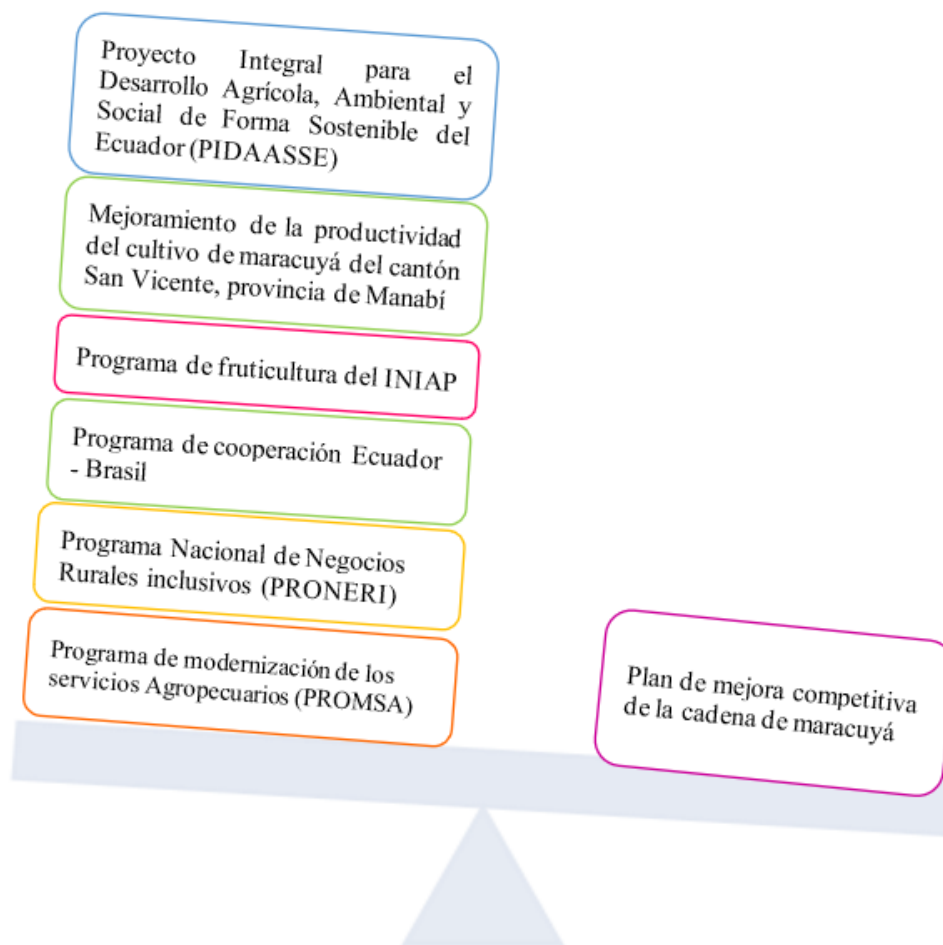 Proyecto Integral para el
Desarrollo Agrícola, Ambiental y
Social de Forma Sostenible del
Ecuador (PIDAASSE)
Mejoramiento de la productividad
del cultivo de maracuyá del cantón
San Vicente, provincia de Manabí
Programa de fruticultura del INIAP
Programa de cooperación Ecuador
- Brasil
Programa Nacional de Negocios
Rurales inclusivos (PRONERI)
Programa de modernización de los
servicios Agropecuarios (PROMSA)
Plan de mejora competitiva
de la cadena de maracuyá